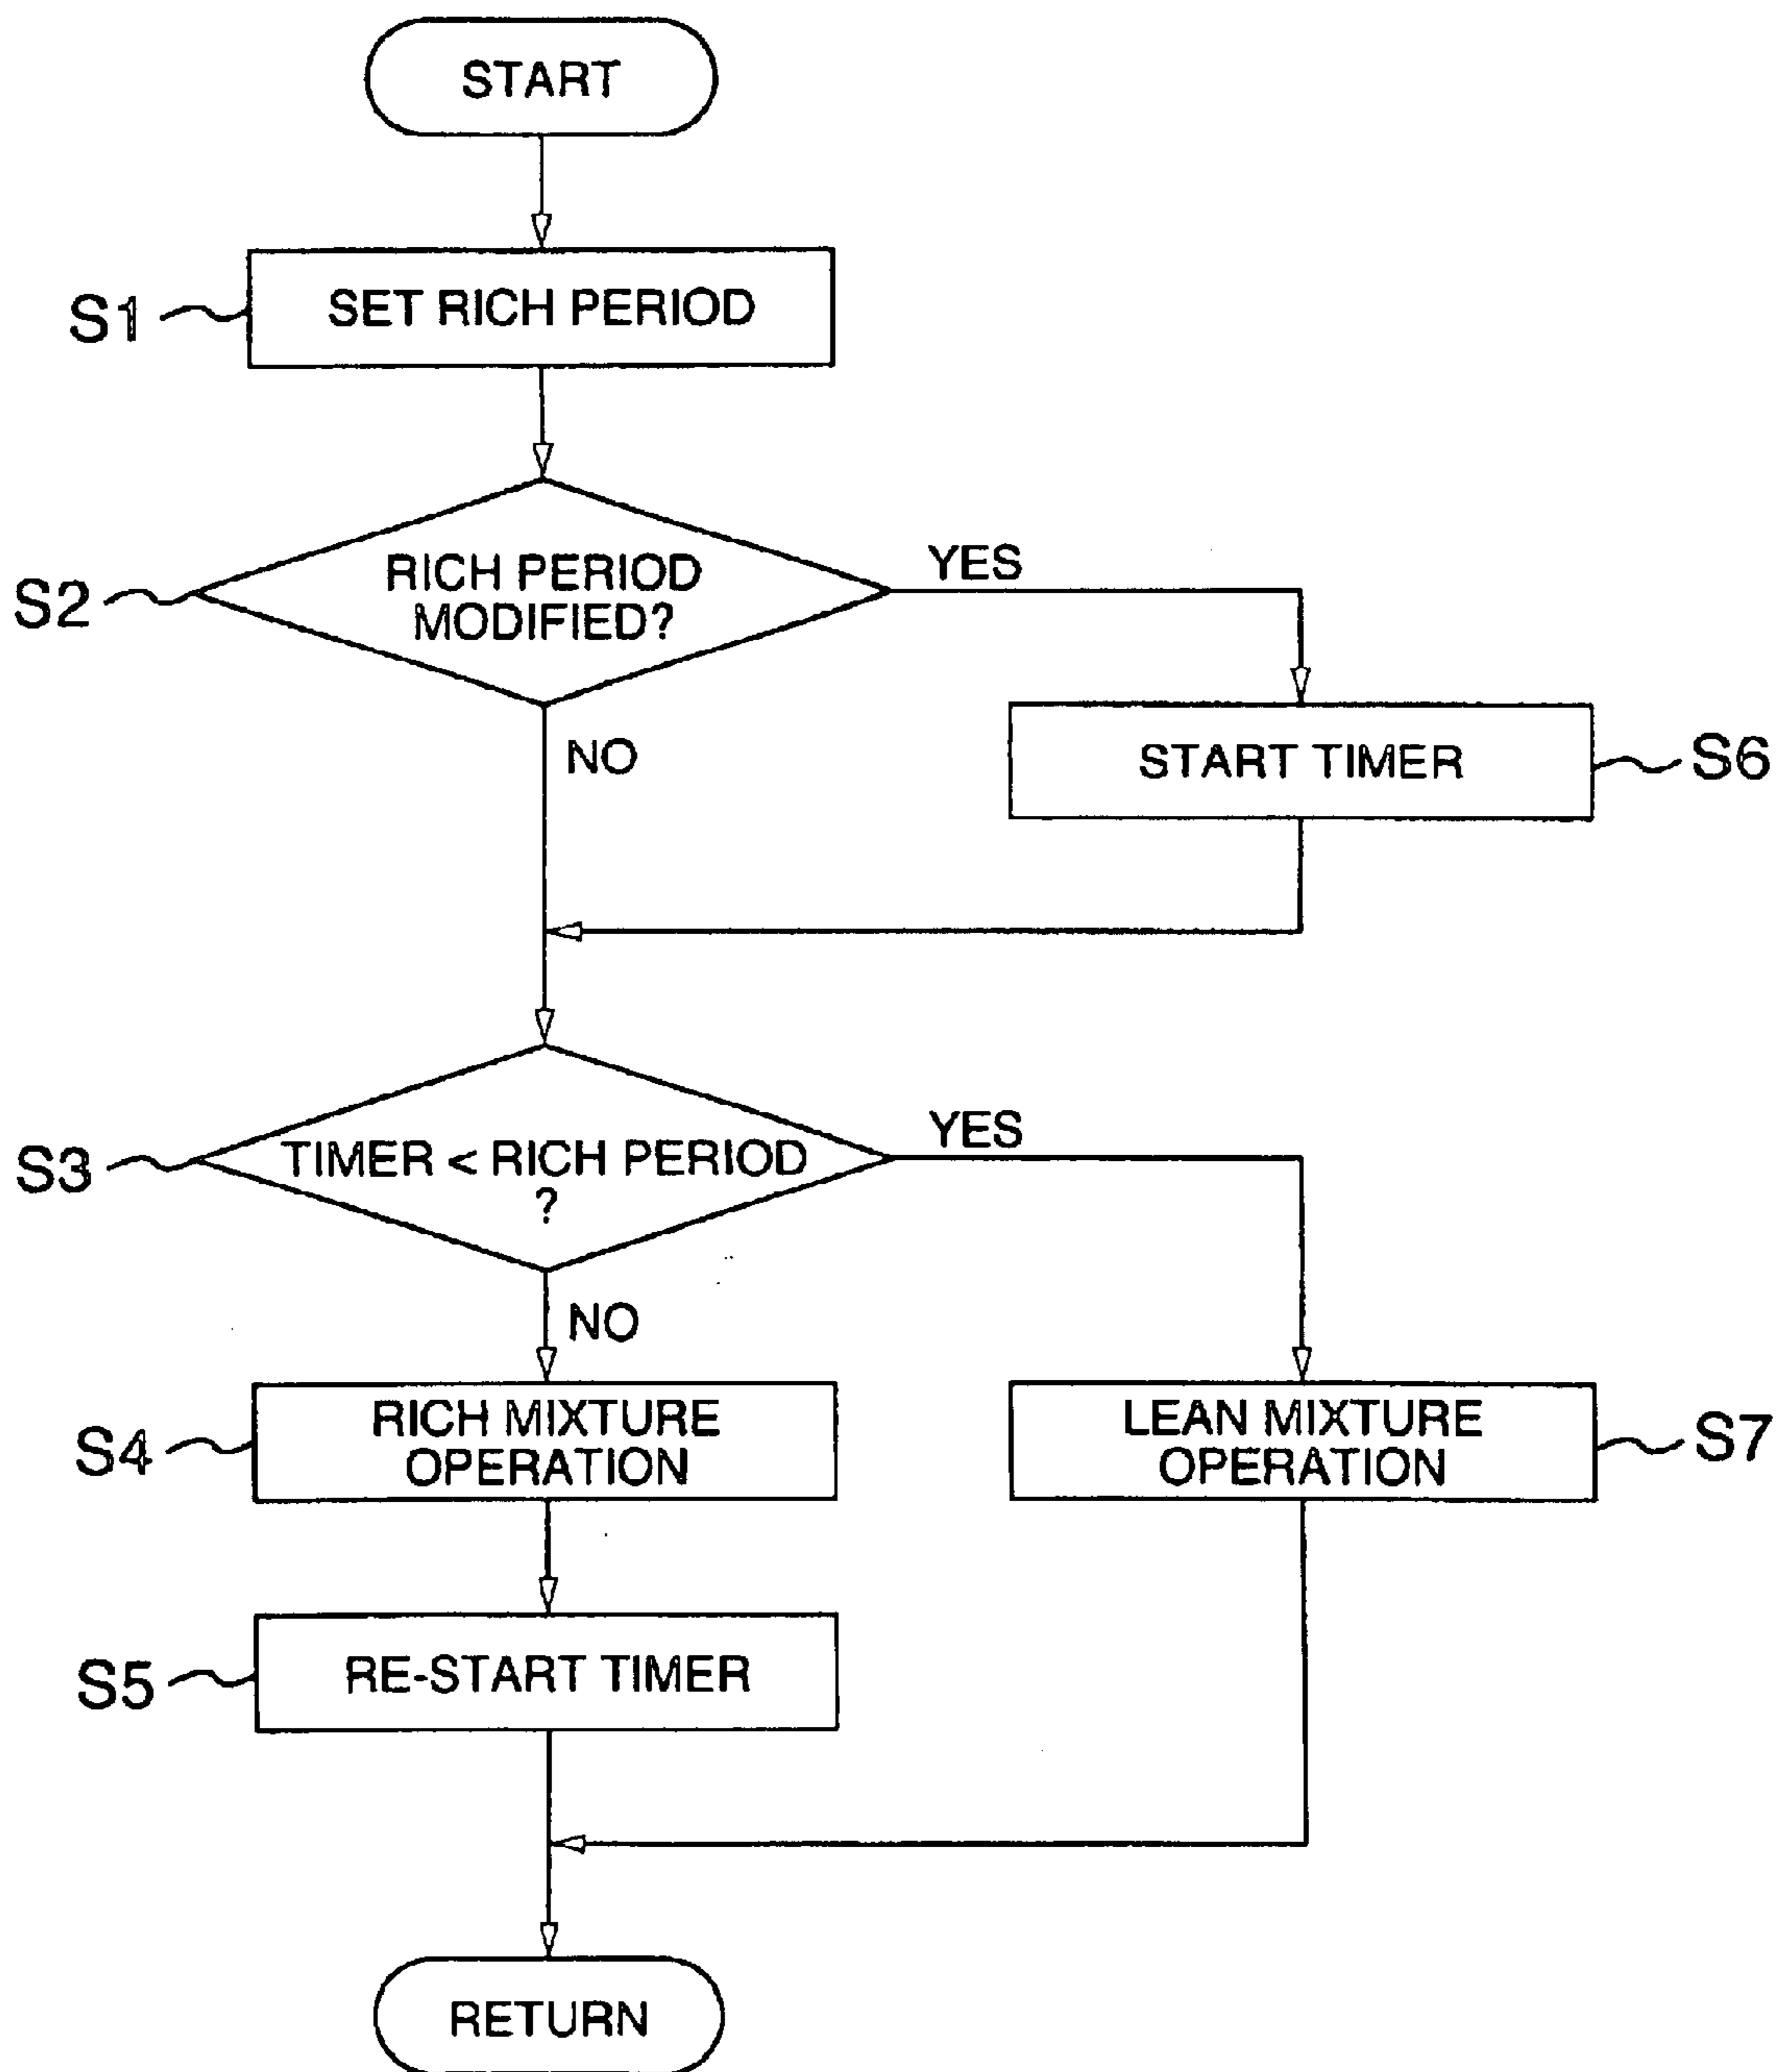 START
S1
SET RICH PERIOD
S2
RICH PERIOD
MODIFIED?
YES
NO
START TIMER
S6
S3
TIMER < RICH PERIOD
?
YES
NO
S4
RICH MIXTURE
OPERATION
LEAN MIXTURE
OPERATION
S7
S5
RE-START TIMER
RETURN